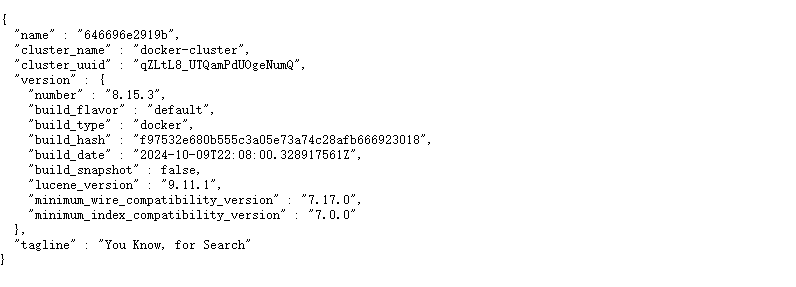 {
  "name" : "646696e2919b",
  "cluster_name" : "docker-cluster",
  "cluster_uuid" : "qZLtL8_UTQamPdUOgeNumQ",
  "version" : {
    "number" : "8.15.3",
    "build_flavor" : "default",
    "build_type" : "docker",
    "build_hash" : "f97532e680b555c3a05e73a74c28afb666923018",
    "build_date" : "2024-10-09T22:08:00.328917561Z",
    "build_snapshot" : false,
    "lucene_version" : "9.11.1",
    "minimum_wire_compatibility_version" : "7.17.0",
    "minimum_index_compatibility_version" : "7.0.0"
  },
  "tagline" : "You Know, for Search"
}